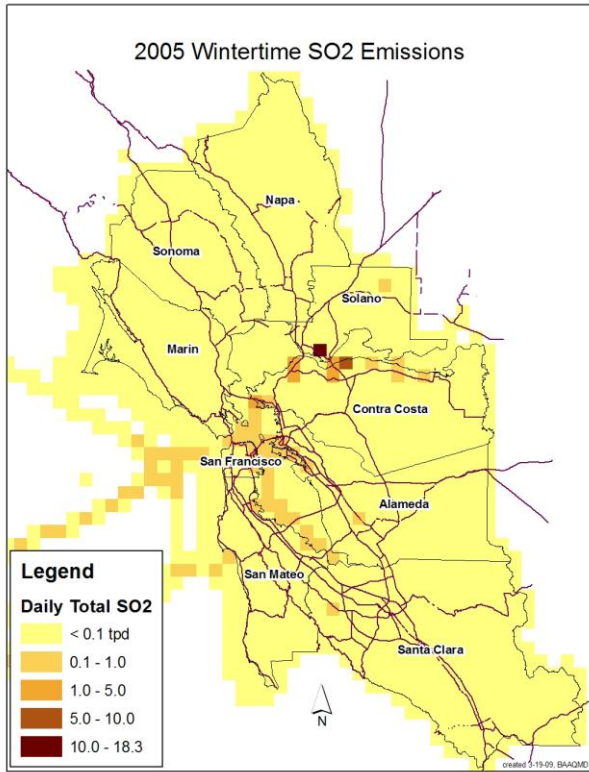 2005 Wintertime SO2 Emissions
Napa
Sonoma
Solano
Marin
Contra Costa
San Francisco
Alameda
San Mateo
Santa Clara
Legend
Daily Total SO2
< 0.1 tpd
0.1 - 1.0
1.0 - 5.0
5.0 - 10.0
10.0 - 18.3
N
created 3-19-09, BAAQMD